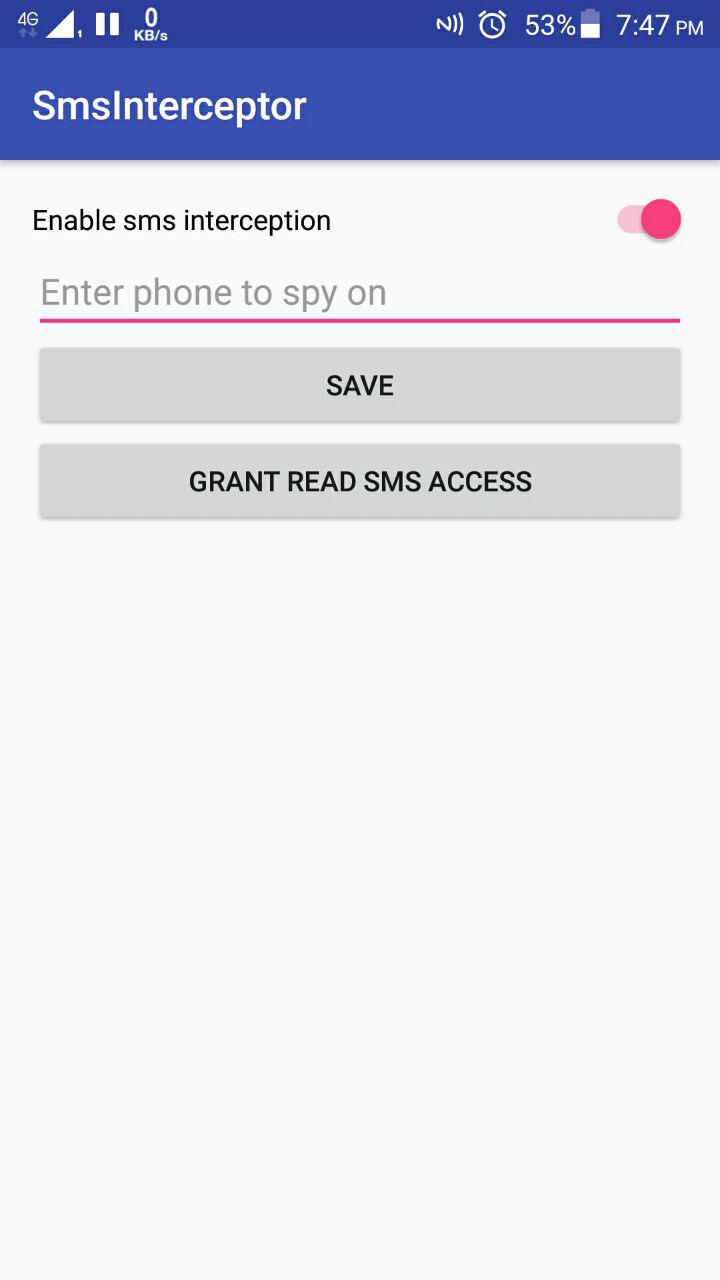 4G 1 0 KB/s 53% 7:47 PM
SmsInterceptor
Enable sms interception
Enter phone to spy on
SAVE
GRANT READ SMS ACCESS